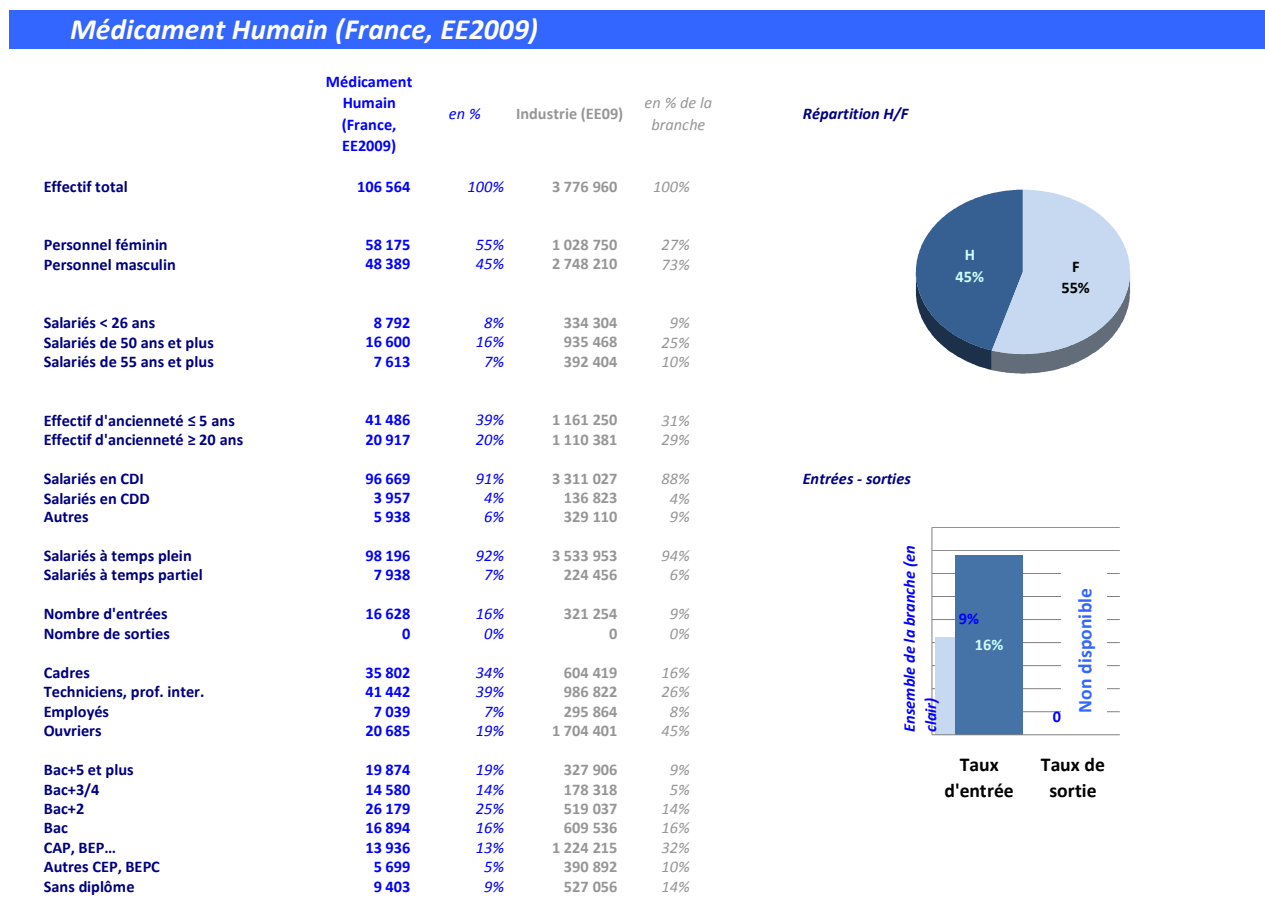 Médicament Humain (France, EE2009)
Médicament Humain (France, EE2009) en % Industrie (EE09) en % de la branche Répartition H/F
Effectif total 106 564 100% 3 776 960 100%
Personnel féminin 58 175 55% 1 028 750 27%
Personnel masculin 48 389 45% 2 748 210 73%
H
45%
F
55%
Salariés < 26 ans 8 792 8% 334 304 9%
Salariés de 50 ans et plus 16 600 16% 935 468 25%
Salariés de 55 ans et plus 7 613 7% 392 404 10%
Effectif d'ancienneté ≤ 5 ans 41 486 39% 1 161 250 31%
Effectif d'ancienneté ≥ 20 ans 20 917 20% 1 110 381 29%
Salariés en CDI 96 669 91% 3 311 027 88%
Salariés en CDD 3 957 4% 136 823 4%
Autres 5 938 6% 329 110 9%
Salariés à temps plein 98 196 92% 3 533 953 94%
Salariés à temps partiel 7 938 7% 224 456 6%
Nombre d'entrées 16 628 16% 321 254 9%
Nombre de sorties 0 0% 0 0%
Cadres 35 802 34% 604 419 16%
Techniciens, prof. inter. 41 442 39% 986 822 26%
Employés 7 039 7% 295 864 8%
Ouvriers 20 685 19% 1 704 401 45%
Bac+5 et plus 19 874 19% 327 906 9%
Bac+3/4 14 580 14% 178 318 5%
Bac+2 26 179 25% 519 037 14%
Bac 16 894 16% 609 536 16%
CAP, BEP... 13 936 13% 1 224 215 32%
Autres CEP, BEPC 5 699 5% 390 892 10%
Sans diplôme 9 403 9% 527 056 14%
Entrées - sorties
Ensemble de la branche (en
clair)
9%
16%
0
Non disponible
Taux
d'entrée
Taux de
sortie